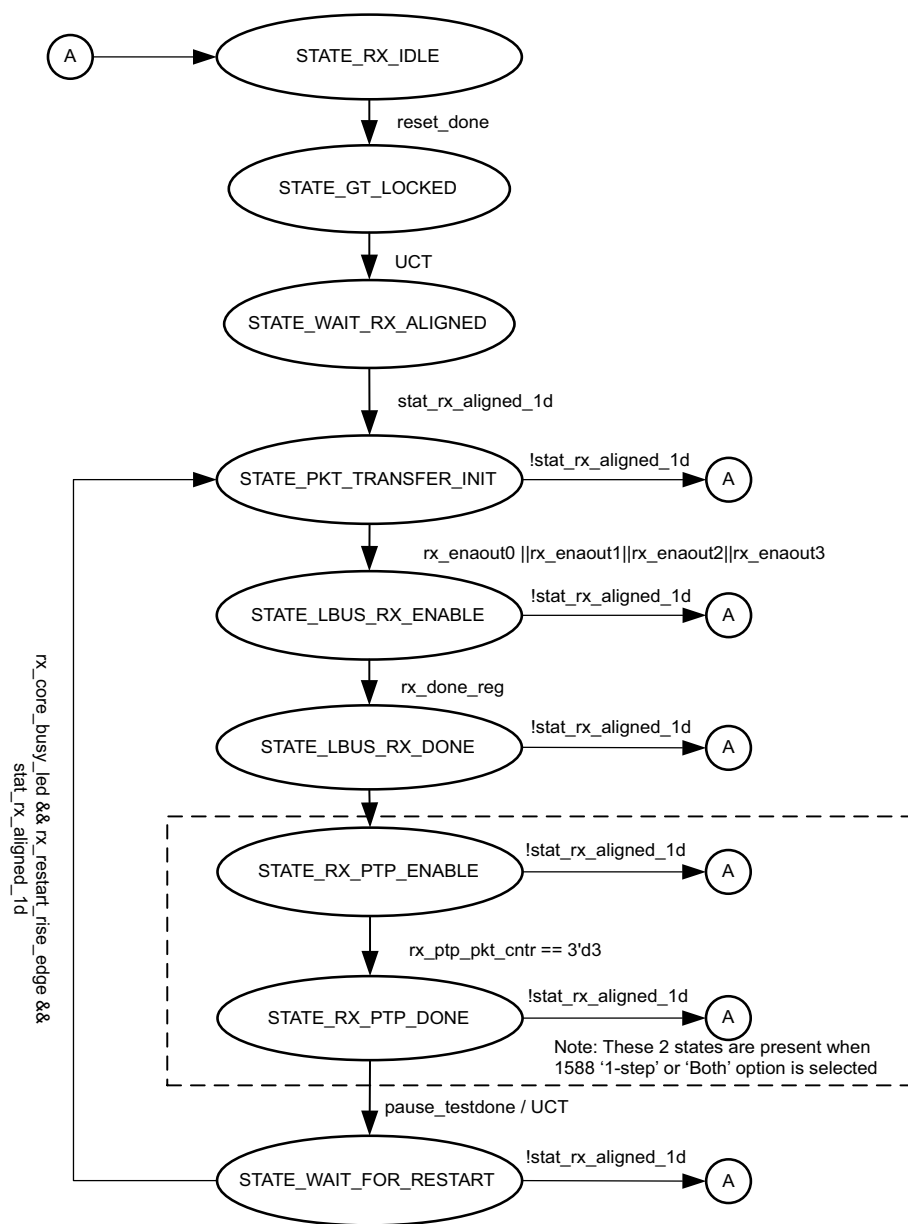 A
STATE_RX_IDLE
reset_done
STATE_GT_LOCKED
UCT
STATE_WAIT_RX_ALIGNED
stat_rx_aligned_1d
STATE_PKT_TRANSFER_INIT
!stat_rx_aligned_1d
A
rx_enaout0 ||rx_enaout1||rx_enaout2||rx_enaout3
STATE_LBUS_RX_ENABLE
!stat_rx_aligned_1d
A
rx_done_reg
STATE_LBUS_RX_DONE
!stat_rx_aligned_1d
A
STATE_RX_PTP_ENABLE
!stat_rx_aligned_1d
A
rx_ptp_pkt_cntr == 3'd3
STATE_RX_PTP_DONE
!stat_rx_aligned_1d
A
Note: These 2 states are present when
1588 ‘1-step’ or ‘Both’ option is selected
pause_testdone / UCT
STATE_WAIT_FOR_RESTART
!stat_rx_aligned_1d
A
rx_core_busy_led && rx_restart_rise_edge &&
stat_rx_aligned_1d